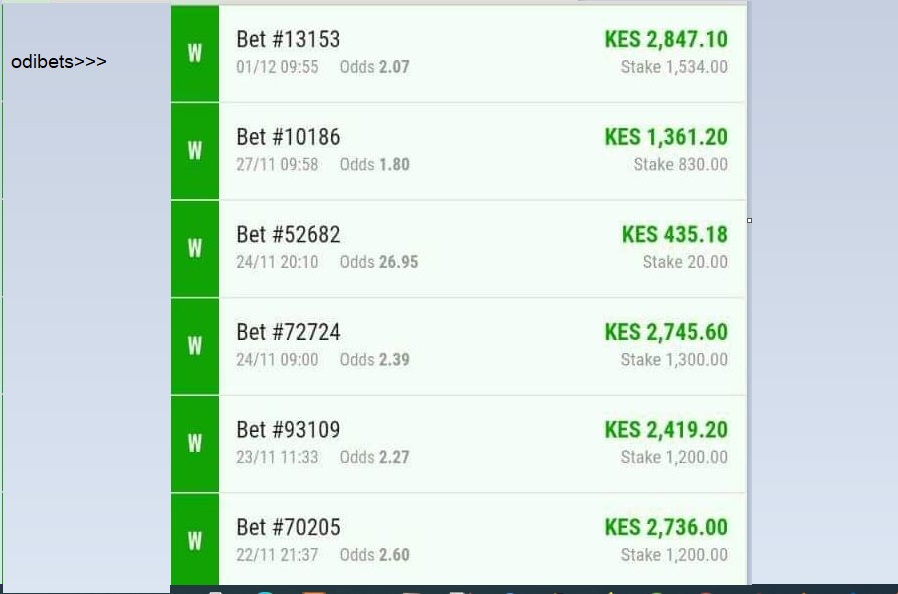 odibets>>>
W
Bet #13153
KES 2,847.10
01/12 09:55 Odds 2.07
Stake 1,534.00
W
Bet #10186
KES 1,361.20
27/11 09:58 Odds 1.80
Stake 830.00
W
Bet #52682
KES 435.18
24/11 20:10 Odds 26.95
Stake 20.00
W
Bet #72724
KES 2,745.60
24/11 09:00 Odds 2.39
Stake 1,300.00
W
Bet #93109
KES 2,419.20
23/11 11:33 Odds 2.27
Stake 1,200.00
W
Bet #70205
KES 2,736.00
22/11 21:37 Odds 2.60
Stake 1,200.00